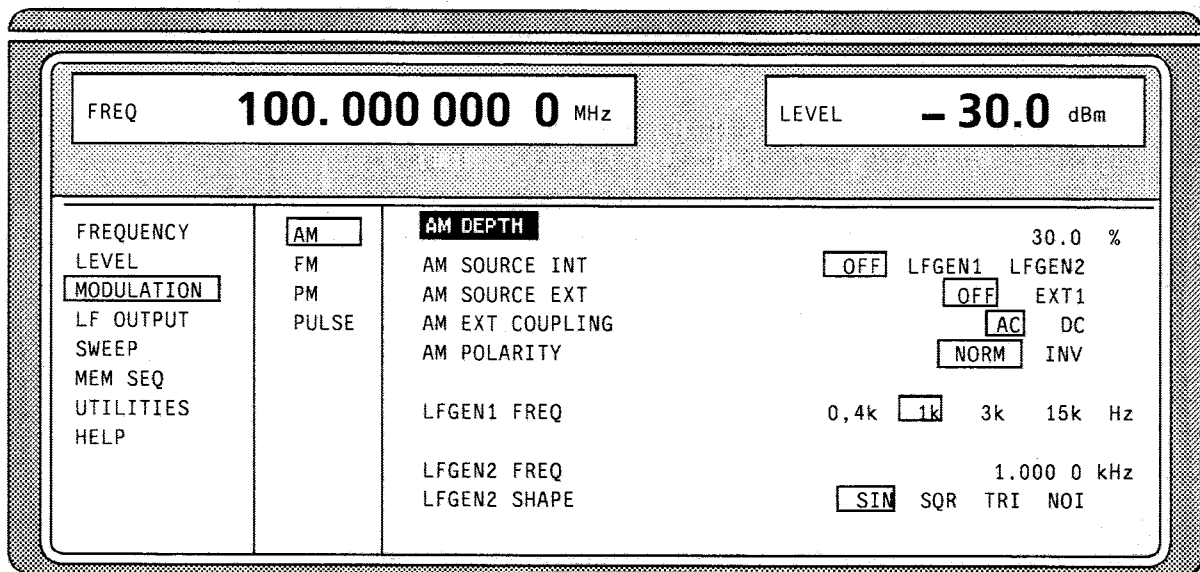 FREQ 100. 000 000 0 MHz
LEVEL – 30.0 dBm
FREQUENCY
LEVEL
MODULATION
LF OUTPUT
SWEEP
MEM SEQ
UTILITIES
HELP
AM
FM
PM
PULSE
AM DEPTH 30.0 %
AM SOURCE INT OFF LFGEN1 LFGEN2
AM SOURCE EXT OFF EXT1
AM EXT COUPLING AC DC
AM POLARITY NORM INV
LFGEN1 FREQ 0,4k 1k 3k 15k Hz
LFGEN2 FREQ 1.000 0 kHz
LFGEN2 SHAPE SIN SQR TRI NOI